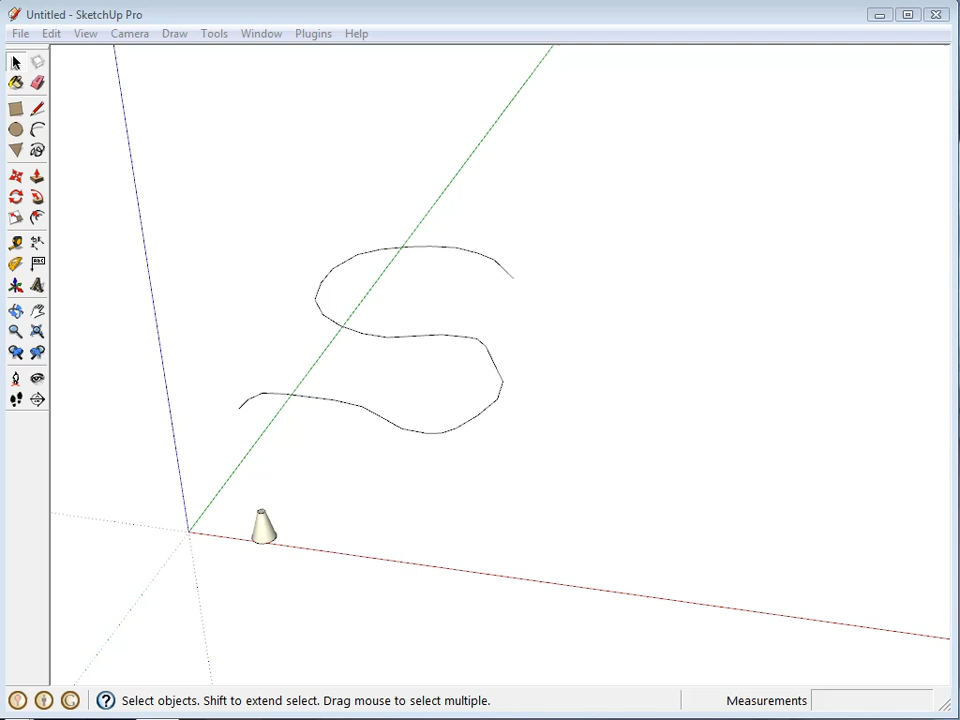 Untitled - SketchUp Pro
File Edit View Camera Draw Tools Window Plugins Help
Select objects. Shift to extend select. Drag mouse to select multiple.
Measurements